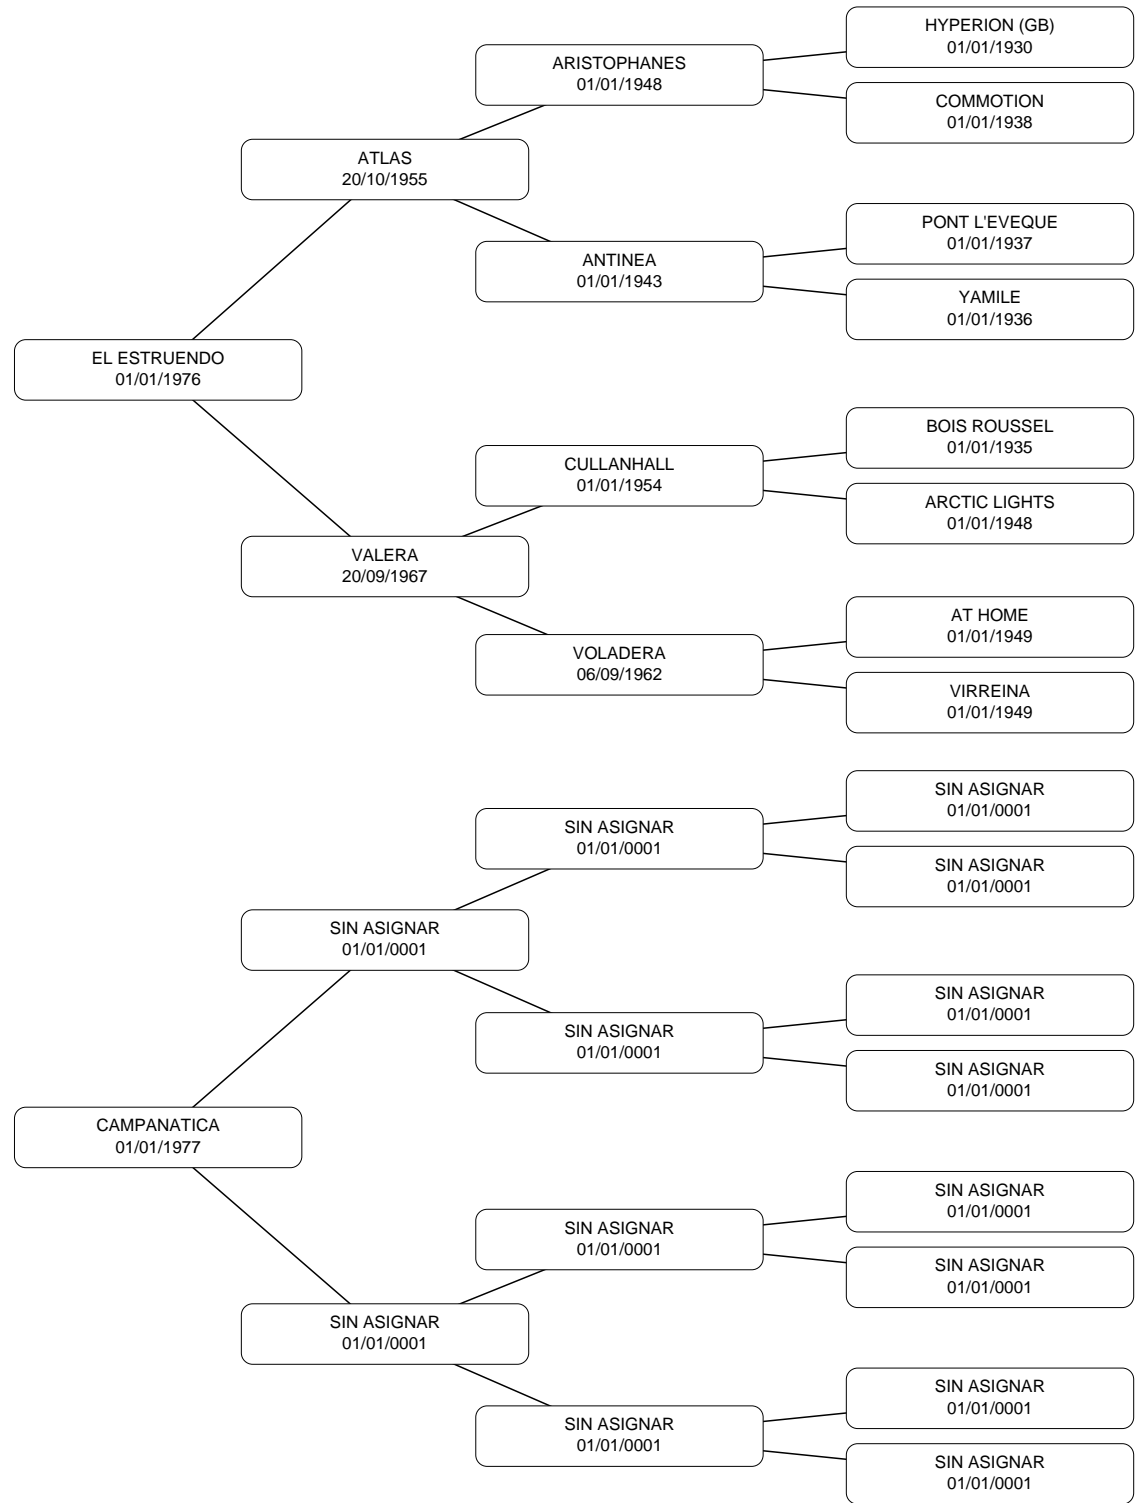 HYPERION (GB)
01/01/1930
ARISTOPHANES
01/01/1948
COMMOTION
01/01/1938
ATLAS
20/10/1955
PONT L'EVEQUE
01/01/1937
ANTINEA
01/01/1943
YAMILE
01/01/1936
EL ESTRUENDO
01/01/1976
BOIS ROUSSEL
01/01/1935
CULLANHALL
01/01/1954
ARCTIC LIGHTS
01/01/1948
VALERA
20/09/1967
AT HOME
01/01/1949
VOLADERA
06/09/1962
VIRREINA
01/01/1949
SIN ASIGNAR
01/01/0001
SIN ASIGNAR
01/01/0001
SIN ASIGNAR
01/01/0001
SIN ASIGNAR
01/01/0001
SIN ASIGNAR
01/01/0001
SIN ASIGNAR
01/01/0001
SIN ASIGNAR
01/01/0001
CAMPANATICA
01/01/1977
SIN ASIGNAR
01/01/0001
SIN ASIGNAR
01/01/0001
SIN ASIGNAR
01/01/0001
SIN ASIGNAR
01/01/0001
SIN ASIGNAR
01/01/0001
SIN ASIGNAR
01/01/0001
SIN ASIGNAR
01/01/0001